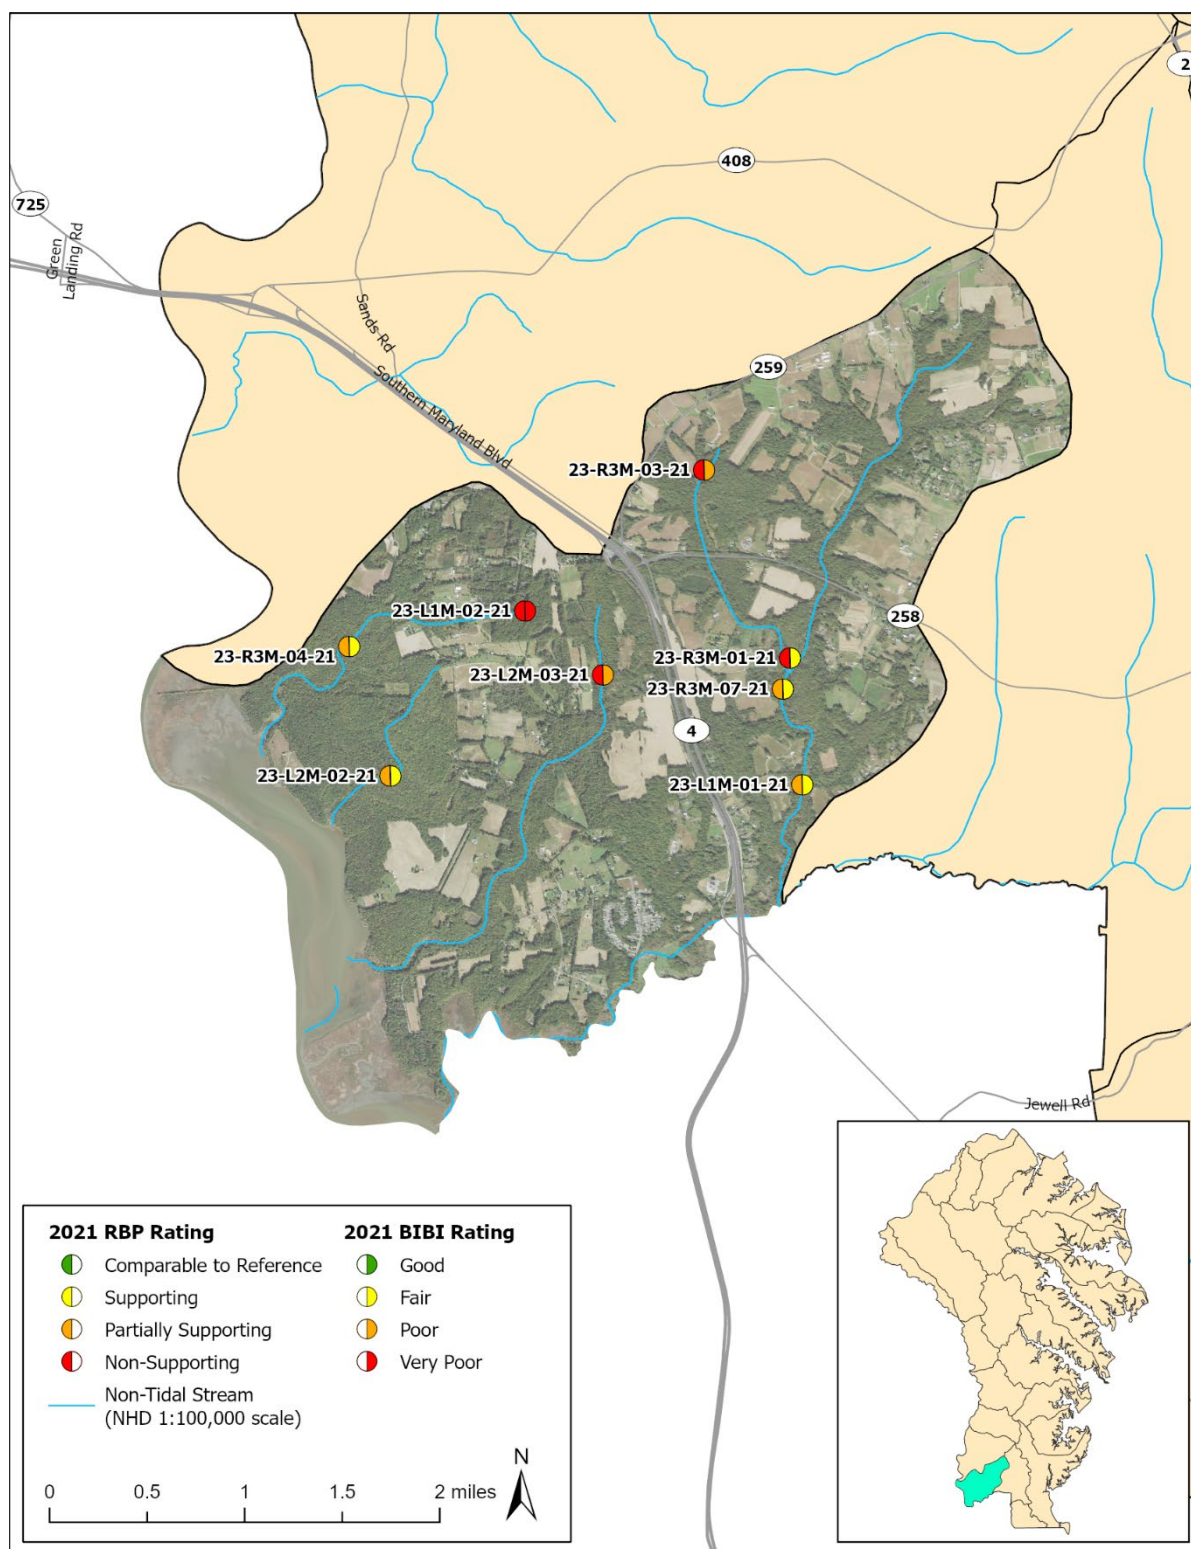 2
408
725
Green
Landing Rd
Sands Rd
Southern Maryland Blvd
259
23-R3M-03-21
23-L1M-02-21
258
23-R3M-04-21
23-R3M-01-21
23-L2M-03-21
23-R3M-07-21
4
23-L2M-02-21
23-L1M-01-21
Jewell Rd
2021 RBP Rating
Comparable to Reference
Supporting
Partially Supporting
Non-Supporting
Non-Tidal Stream
(NHD 1:100,000 scale)
2021 BIBI Rating
Good
Fair
Poor
Very Poor
N
0 0.5 1 1.5 2 miles